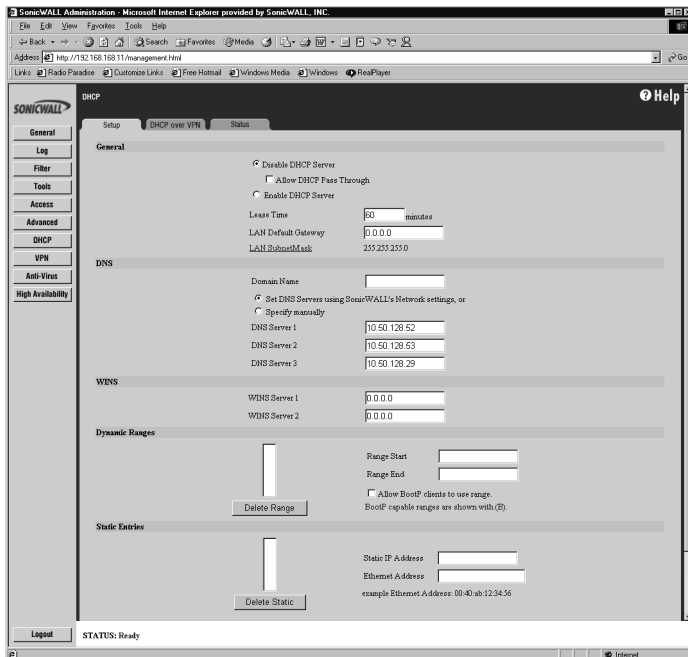 SonicWALL Administration - Microsoft Internet Explorer provided by SonicWALL, INC.
File Edit View Favorites Tools Help
Back Search Favorites Media
Address http://192.168.168.11/management.html Go
Links Radio Paradise Customize Links Free Hotmail Windows Media Windows RealPlayer
SONICWALL
DHCP
? Help
Setup DHCP over VPN Status
General
Log
Filter
Tools
Access
Advanced
DHCP
VPN
Anti-Virus
High Availability
General
Disable DHCP Server
Allow DHCP Pass Through
Enable DHCP Server
Lease Time 60 minutes
LAN Default Gateway 0.0.0.0
LAN SubnetMask 255.255.255.0
DNS
Domain Name
Set DNS Servers using SonicWALL's Network settings, or
Specify manually
DNS Server 1 10.50.128.52
DNS Server 2 10.50.128.53
DNS Server 3 10.50.128.29
WINS
WINS Server 1 0.0.0.0
WINS Server 2 0.0.0.0
Dynamic Ranges
Range Start
Range End
Allow BootP clients to use range.
Delete Range BootP capable ranges are shown with (B).
Static Entries
Static IP Address
Ethernet Address
Delete Static example Ethernet Address: 00:40:ab:12:34:56
Logout STATUS: Ready
Internet